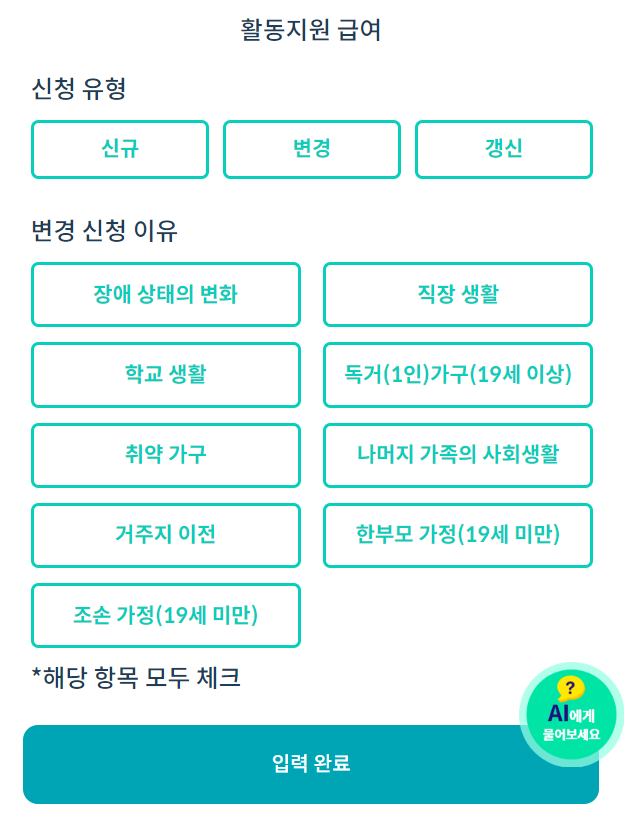 활동지원 급여
신청 유형
신규 변경 갱신
변경 신청 이유
장애 상태의 변화 직장 생활
학교 생활 독거(1인)가구(19세 이상)
취약 가구 나머지 가족의 사회생활
거주지 이전 한부모 가정(19세 미만)
조손 가정(19세 미만)
*해당 항목 모두 체크
?
AI에게
물어보세요
입력 완료